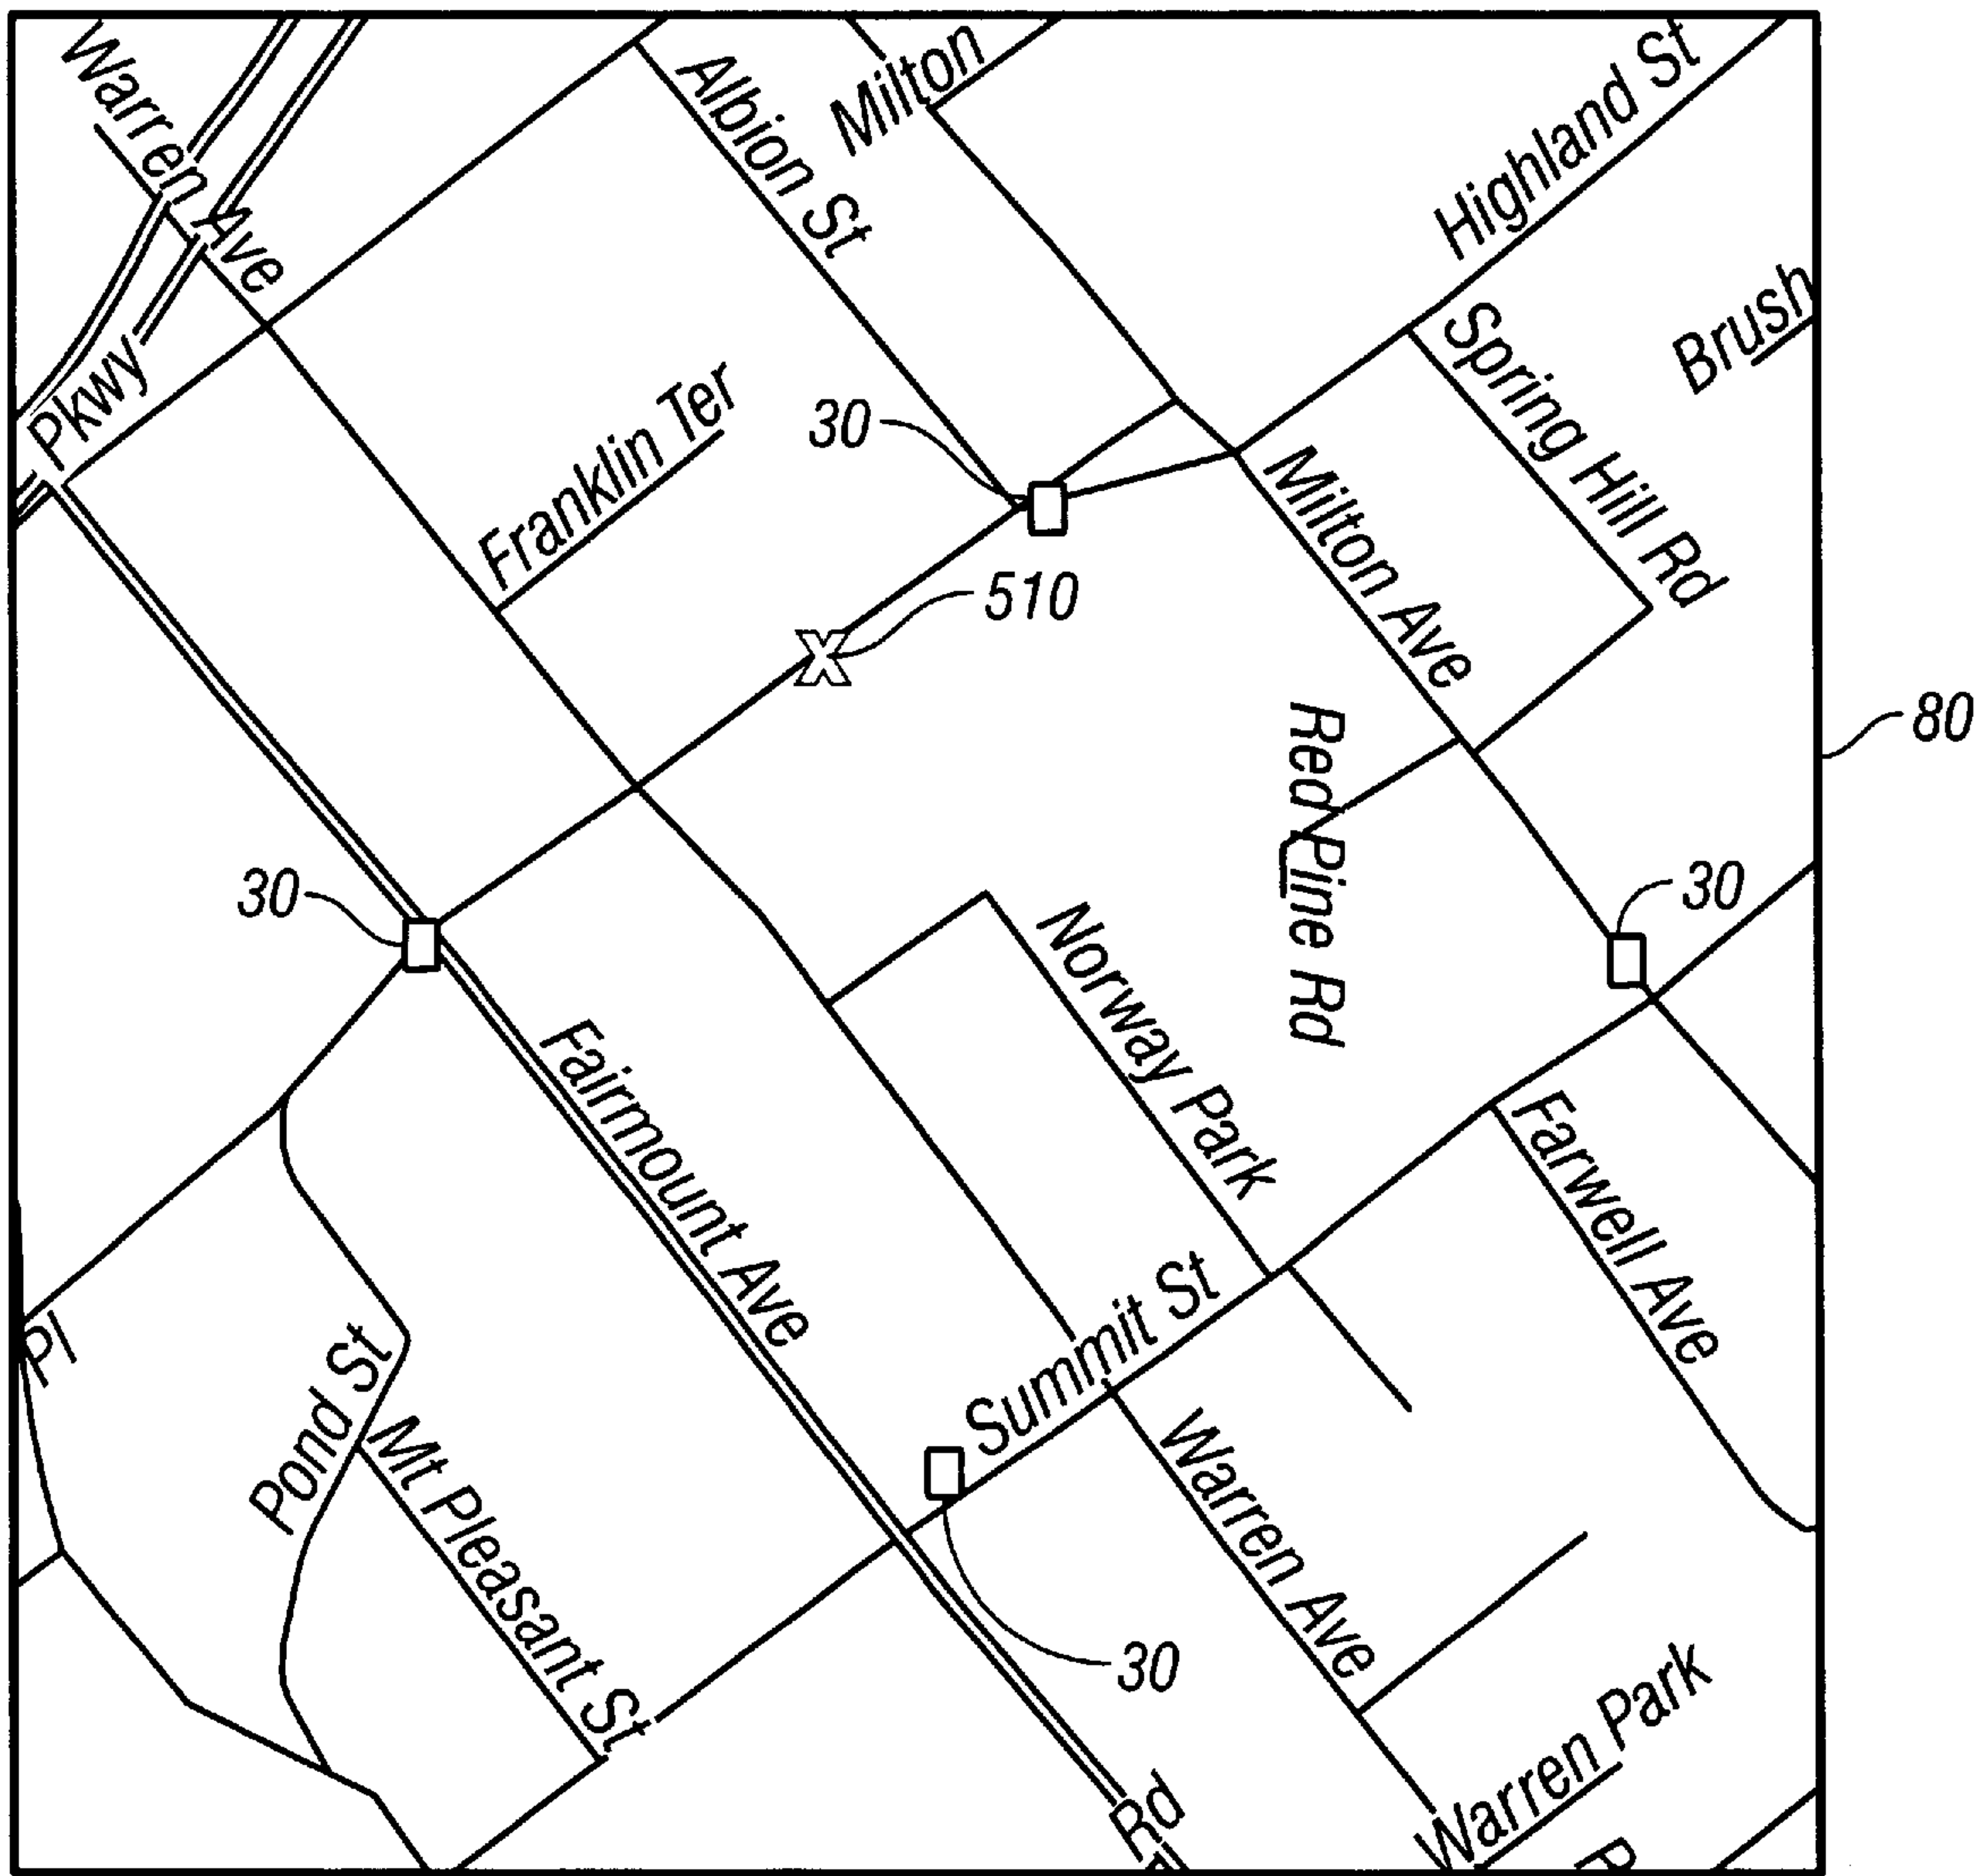 Warren Ave
Albion St
Milton
Highland St
Brush
Pkwy
Franklin Ter
30
Spring Hill Rd
510
Milton Ave
80
Red Pine Rd
30
30
Norway Park
Fairmount Ave
Farwell Ave
Summit St
Pl
Pond St
Mt Pleasant St
Warren Ave
30
Warren Park
Rd